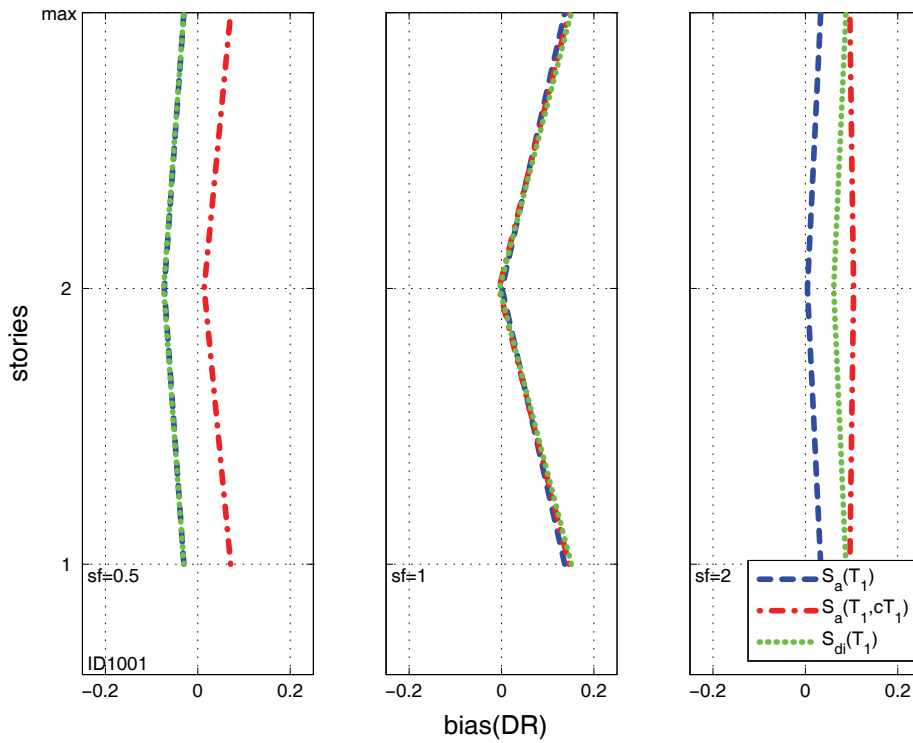 max
2
1
stories
sf=0.5
ID1001
sf=1
sf=2
S_a(T_1)
S_a(T_1,cT_1)
S_di(T_1)
−0.2 0 0.2
−0.2 0 0.2
−0.2 0 0.2
bias(DR)